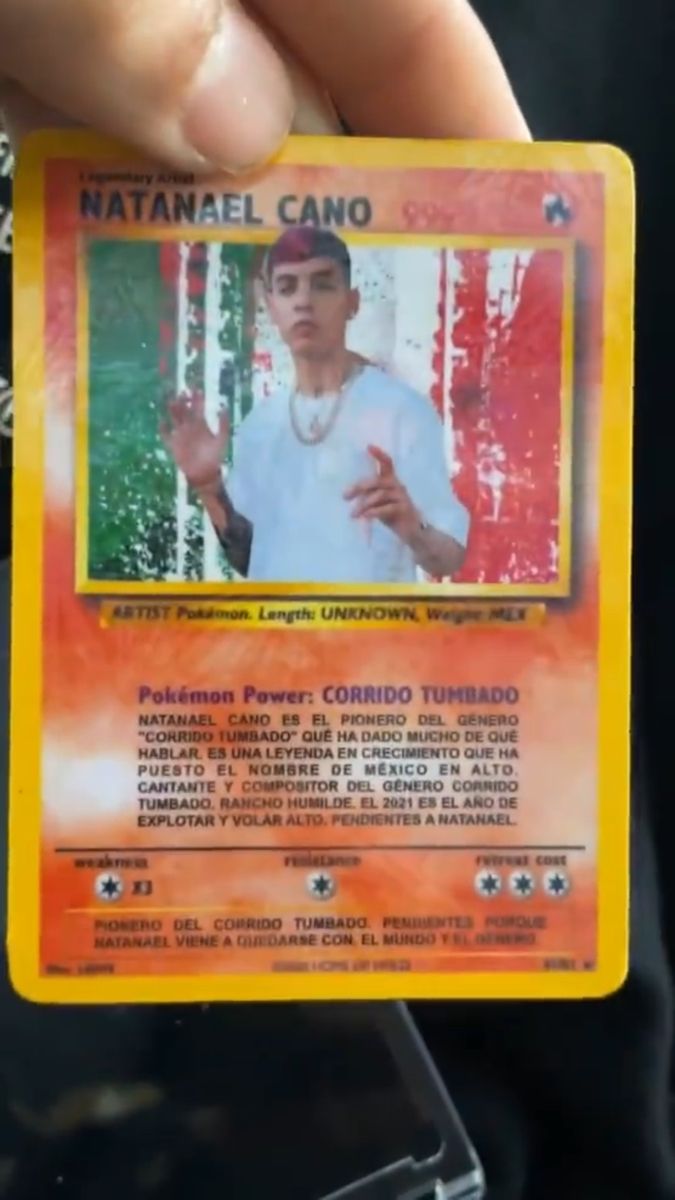 Legendary Artist
NATANAEL CANO
ARTIST Pokémon. Length: UNKNOWN, Weight: MEX
Pokémon Power: CORRIDO TUMBADO
NATANAEL CANO ES EL PIONERO DEL GÉNERO
"CORRIDO TUMBADO" QUÉ HA DADO MUCHO DE QUÉ
HABLAR. ES UNA LEYENDA EN CRECIMIENTO QUE HA
PUESTO EL NOMBRE DE MÉXICO EN ALTO.
CANTANTE Y COMPOSITOR DEL GÉNERO CORRIDO
TUMBADO. RANCHO HUMILDE. EL 2021 ES EL AÑO DE
EXPLOTAR Y VOLAR ALTO. PENDIENTES A NATANAEL.
weakness resistance retreat cost
X3
PIONERO DEL CORRIDO TUMBADO. PENDIENTES PORQUE
NATANAEL VIENE A QUEDARSE CON EL MUNDO Y EL GÉNERO.